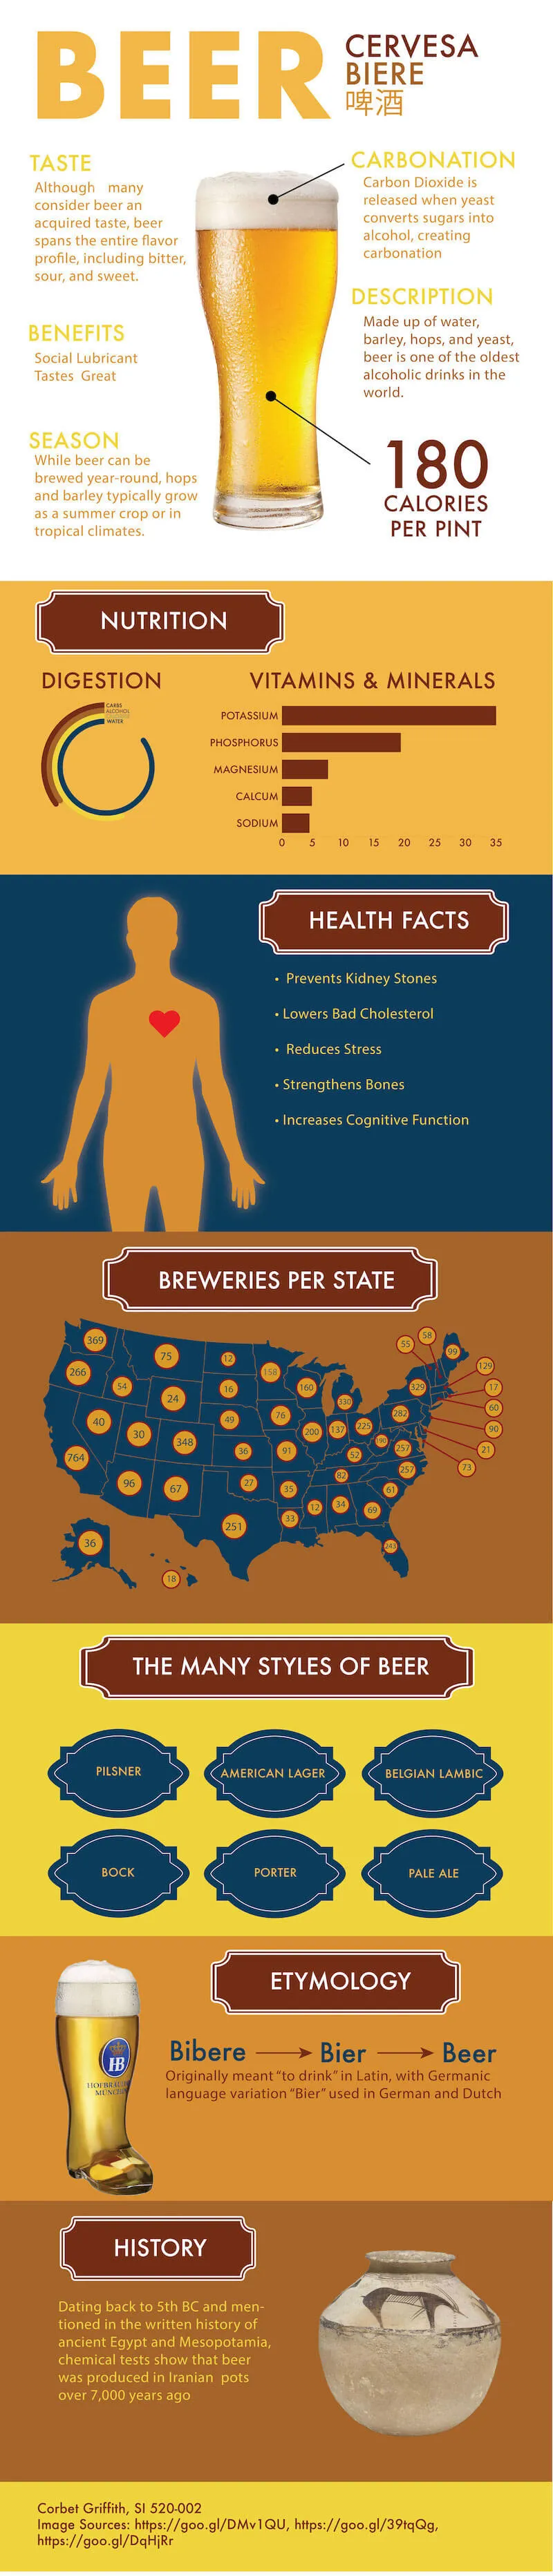 BEER
CERVESA
BIERE
啤酒
TASTE
Although many
consider beer an
acquired taste, beer
spans the entire flavor
profile, including bitter,
sour, and sweet.
CARBONATION
Carbon Dioxide is
released when yeast
converts sugars into
alcohol, creating
carbonation
BENEFITS
Social Lubricant
Tastes Great
DESCRIPTION
Made up of water,
barley, hops, and yeast,
beer is one of the oldest
alcoholic drinks in the
world.
SEASON
While beer can be
brewed year-round, hops
and barley typically grow
as a summer crop or in
tropical climates.
180
CALORIES
PER PINT
NUTRITION
DIGESTION
CARBS
ALCOHOL
WATER
VITAMINS & MINERALS
POTASSIUM
PHOSPHORUS
MAGNESIUM
CALCUM
SODIUM
0 5 10 15 20 25 30 35
HEALTH FACTS
• Prevents Kidney Stones
• Lowers Bad Cholesterol
• Reduces Stress
• Strengthens Bones
• Increases Cognitive Function
BREWERIES PER STATE
369
266
54
75
24
12
16
158
160
330
55
58
99
129
329
17
60
90
21
73
282
40
30
348
49
76
200
137
225
190
257
764
36
91
52
257
96
67
27
35
82
61
251
33
12
34
69
243
36
18
THE MANY STYLES OF BEER
PILSNER
AMERICAN LAGER
BELGIAN LAMBIC
BOCK
PORTER
PALE ALE
ETYMOLOGY
HB
HOFBRÄU
MÜNCHEN
Bibere Bier Beer
Originally meant “to drink” in Latin, with Germanic
language variation “Bier” used in German and Dutch
HISTORY
Dating back to 5th BC and men-
tioned in the written history of
ancient Egypt and Mesopotamia,
chemical tests show that beer
was produced in Iranian pots
over 7,000 years ago
Corbet Griffith, SI 520-002
Image Sources: https://goo.gl/DMv1QU, https://goo.gl/39tqQg,
https://goo.gl/DqHjRr